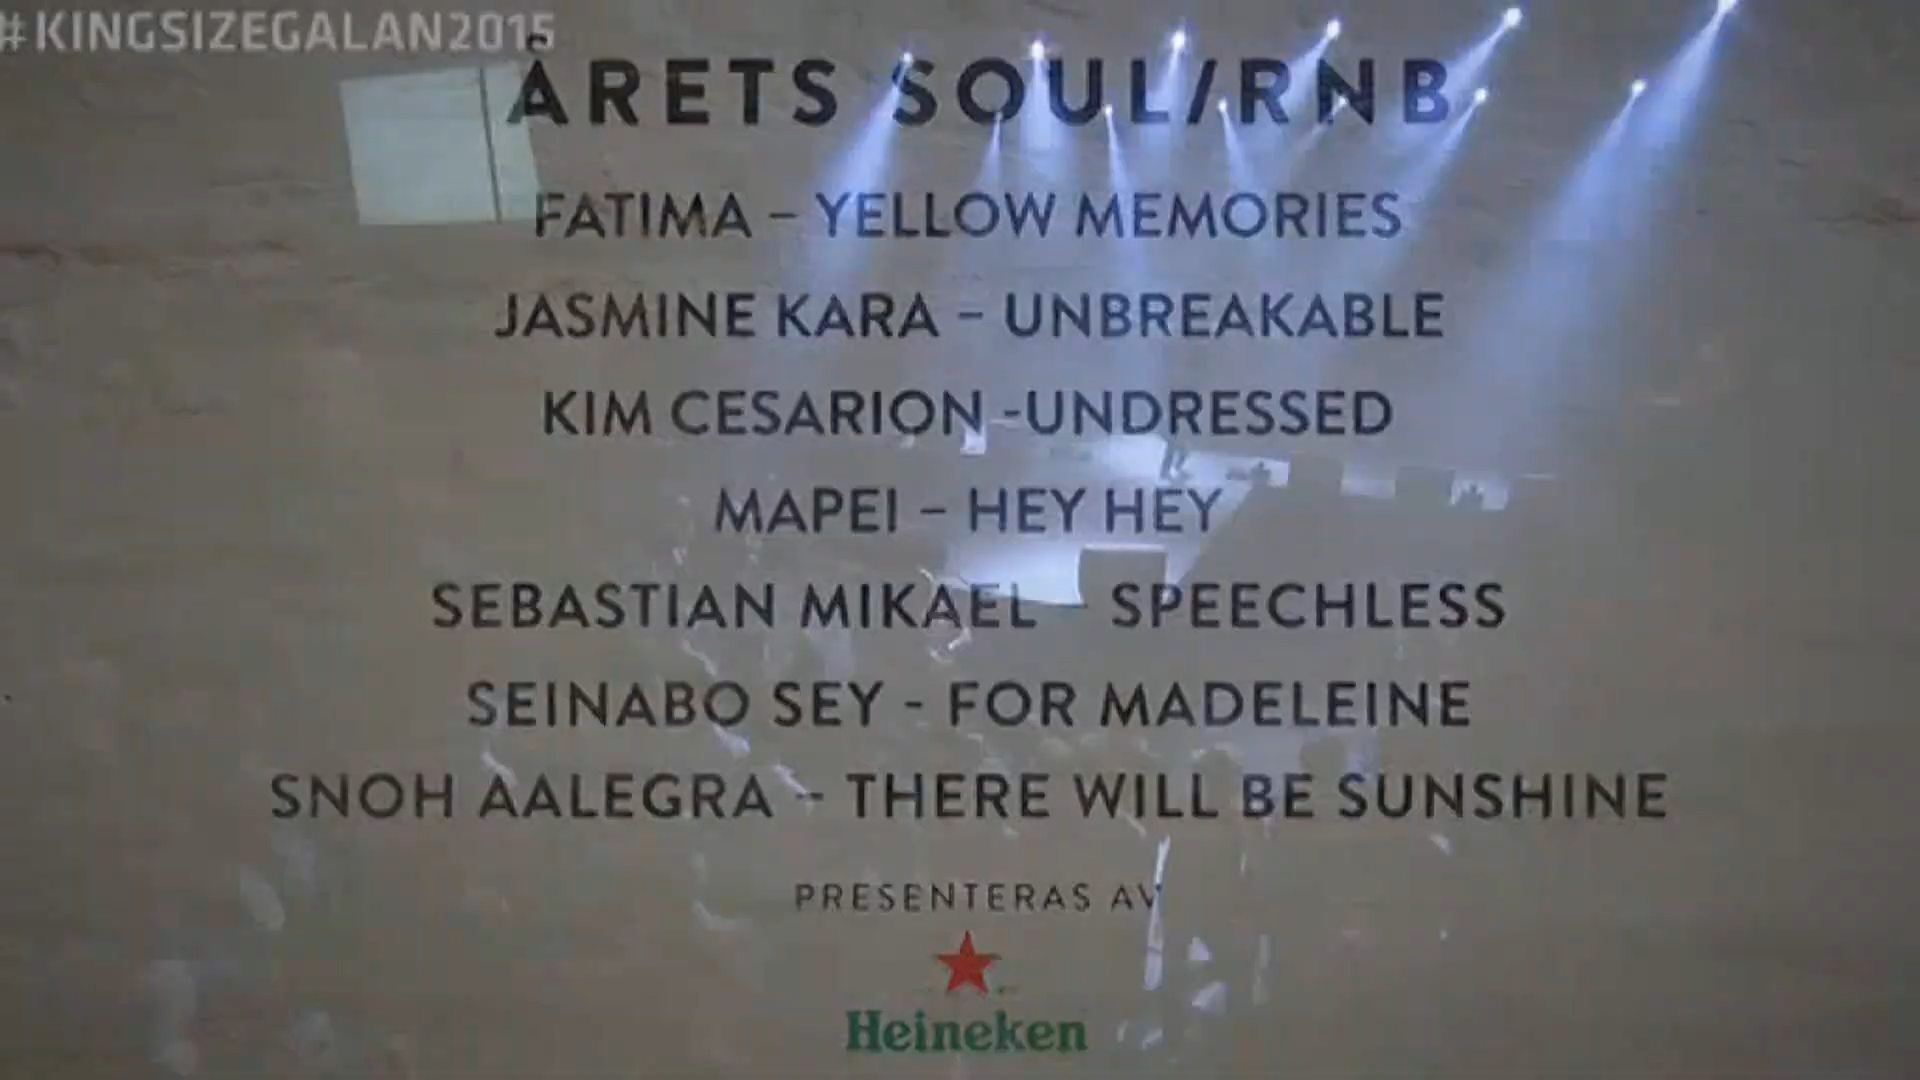 #KINGSIZEGALAN2015
ÅRETS SOUL/RNB
FATIMA – YELLOW MEMORIES
JASMINE KARA – UNBREAKABLE
KIM CESARION -UNDRESSED
MAPEI – HEY HEY
SEBASTIAN MIKAEL SPEECHLESS
SEINABO SEY - FOR MADELEINE
SNOH AALEGRA – THERE WILL BE SUNSHINE
PRESENTERAS AV
Heineken